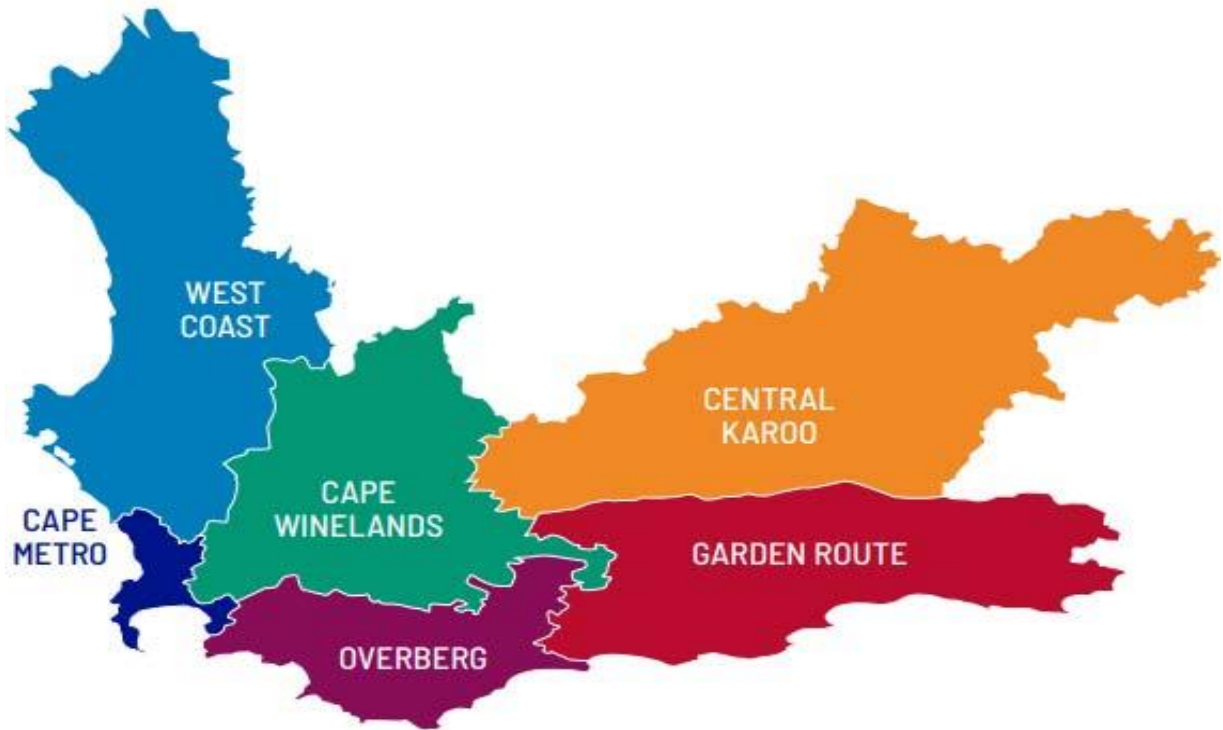 WEST
COAST
CENTRAL
KAROO
CAPE
WINELANDS
CAPE
METRO
GARDEN ROUTE
OVERBERG